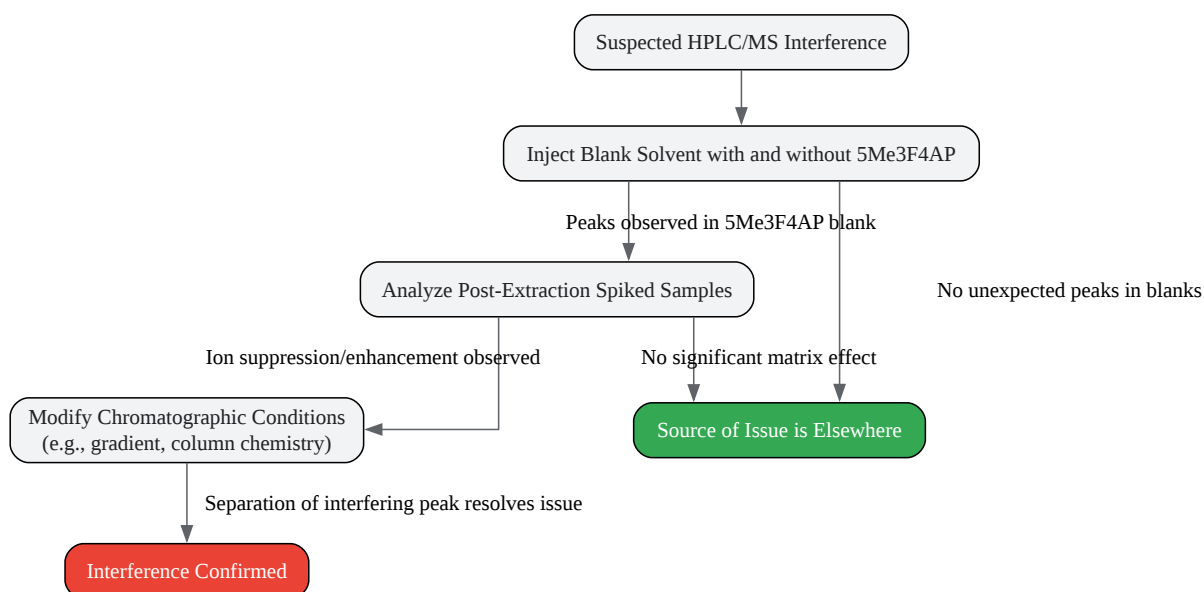 Suspected HPLC/MS Interference
Inject Blank Solvent with and without 5Me3F4AP
Peaks observed in 5Me3F4AP blank
Analyze Post-Extraction Spiked Samples
No unexpected peaks in blanks
Ion suppression/enhancement observed
No significant matrix effect
Modify Chromatographic Conditions
(e.g., gradient, column chemistry)
Source of Issue is Elsewhere
Separation of interfering peak resolves issue
Interference Confirmed